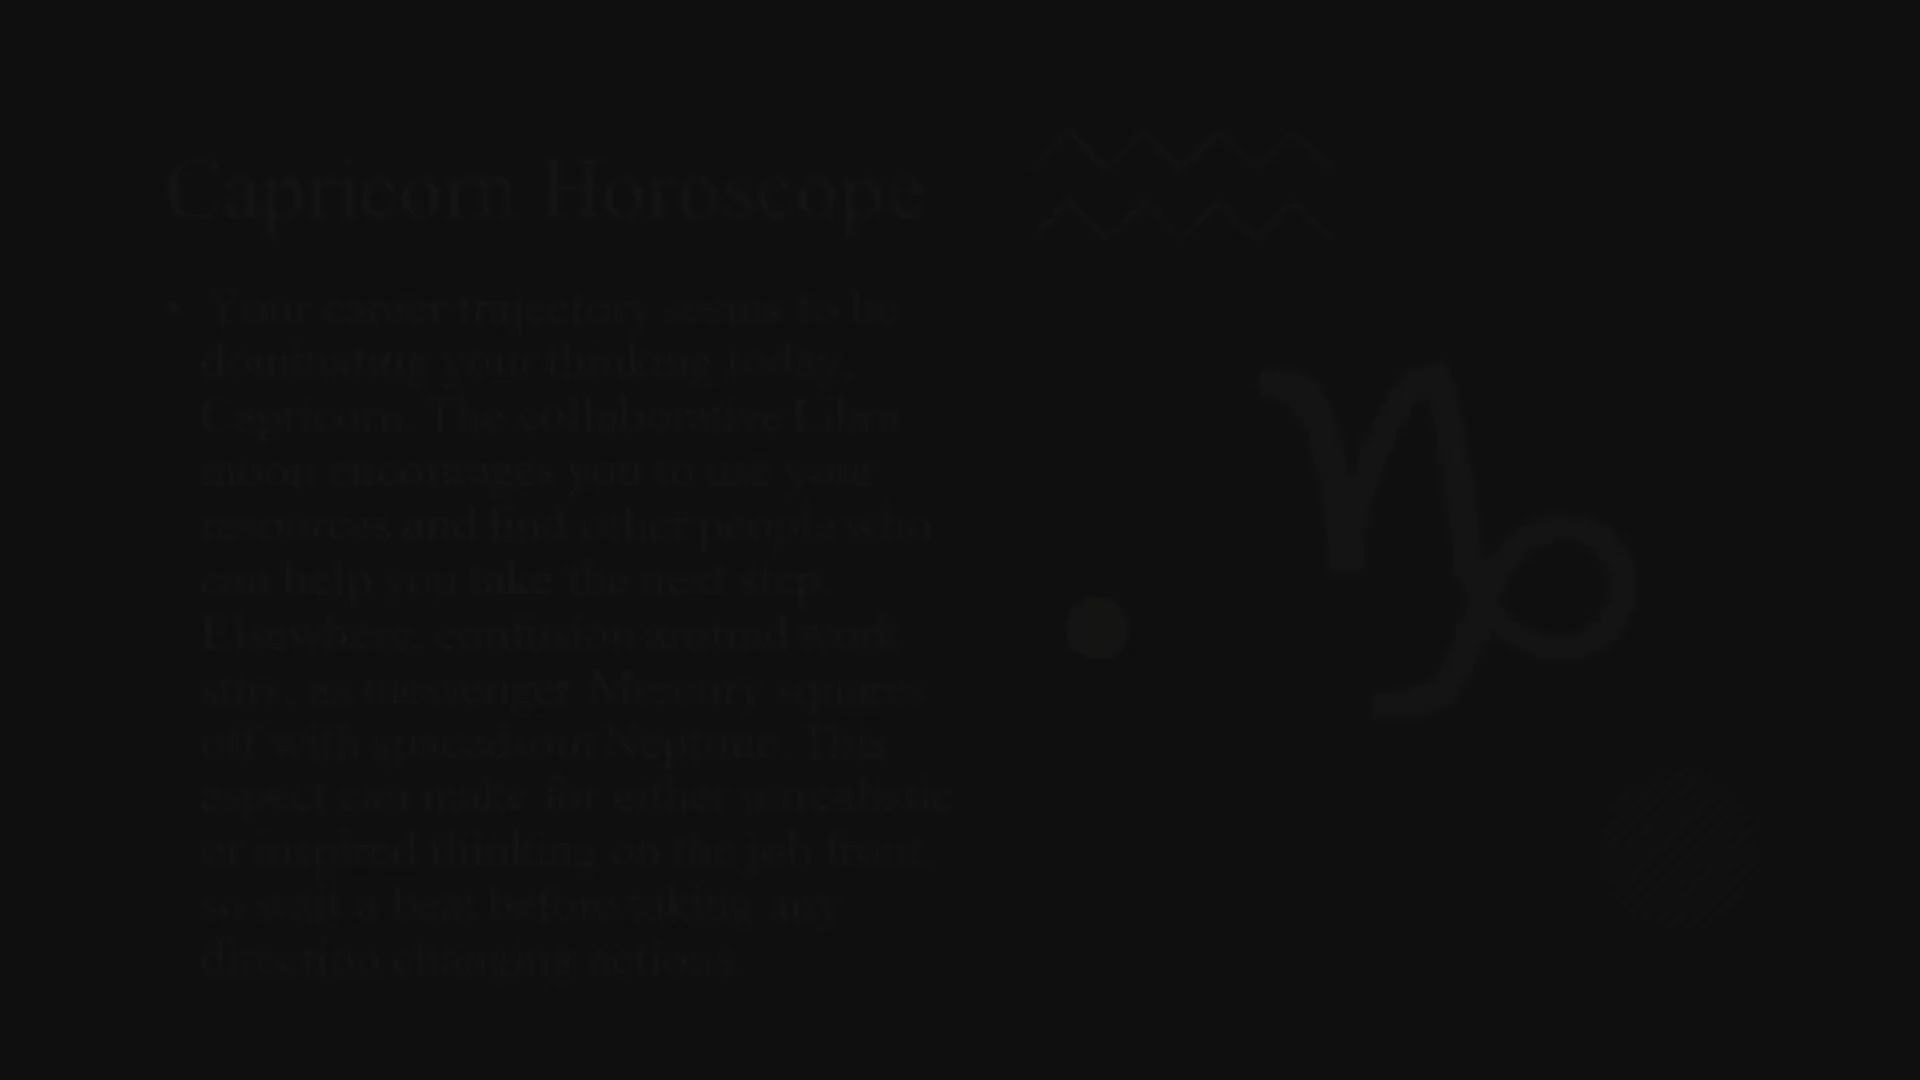 Capricorn Horoscope
• Your career trajectory seems to be
dominating your thinking today,
Capricorn. The collaborative Libra
moon encourages you to use your
resources and find other people who
can help you take the next step.
Elsewhere, confusion around work
stirs, as messenger Mercury squares
off with spaced-out Neptune. This
aspect can make for either unrealistic
or inspired thinking on the job front,
so wait a beat before taking any
direction-changing actions.